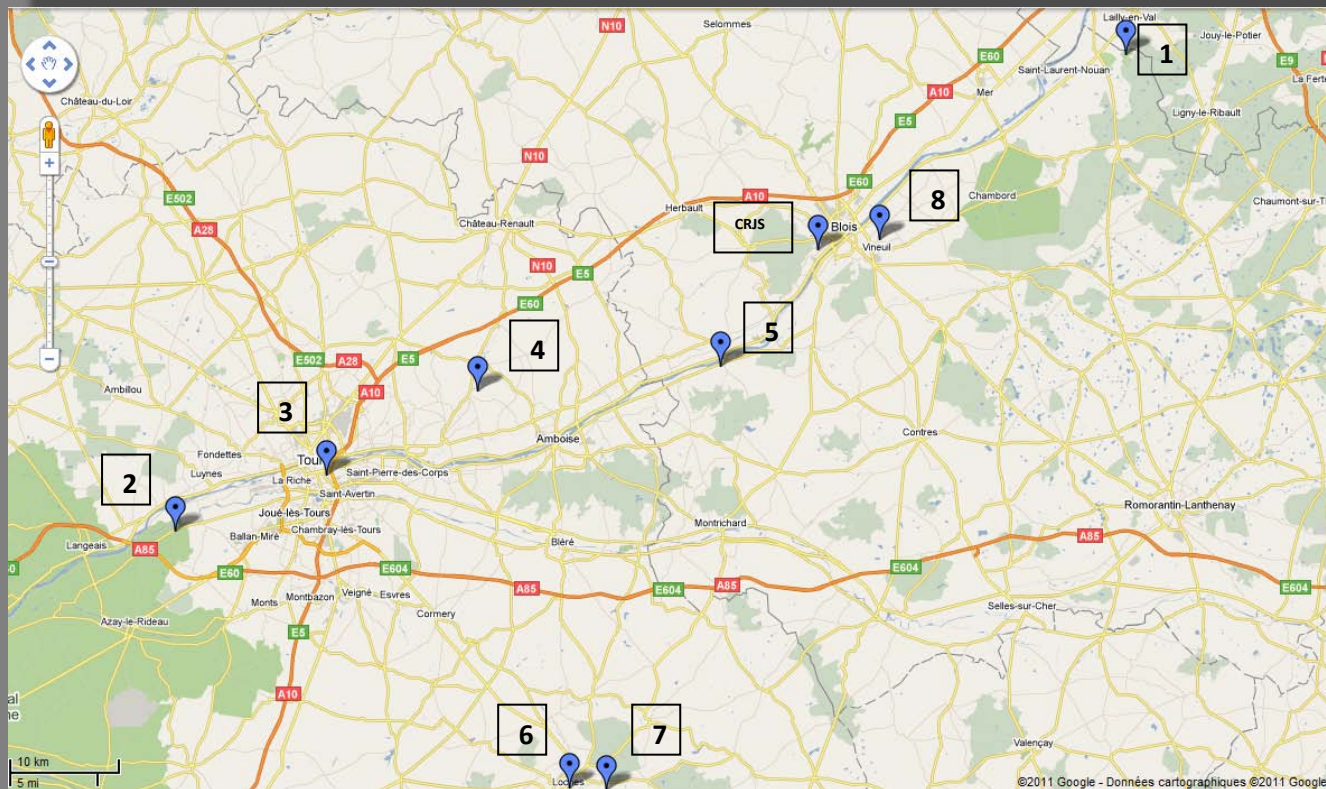 Selommes
Lailly-en-Val
Jouy-le-Potier
N10
1
E60
E9
Saint-Laurent-Nouan
La Ferte
A10
Mer
Château-du-Loir
Ligny-le-Ribault
E5
N10
E60
E502
A10
8
Chambord
Chaumont-sur-T
Herbault
A28
Château-Renault
CRJS
Blois
Vineuil
N10
E5
E60
5
4
E502
A28
E5
Ambillou
A10
3
Contres
Amboise
Fondettes
Tour
2
Luynes
Saint-Pierre-des-Corps
La Riche
Saint-Avertin
Romorantin-Lanthenay
Joué-lès-Tours
Montrichard
Chambray-lès-Tours
Ballan-Miré
A85
Langeais
A85
Bléré
E60
E604
E604
A85
E604
A85
E604
Montbazon
Veigné
Esvres
Monts
Selles-sur-Cher
Cormery
Azay-le-Rideau
E5
A10
6
7
Valençay
10 km
5 mi
©2011 Google - Données cartographiques ©2011 Google